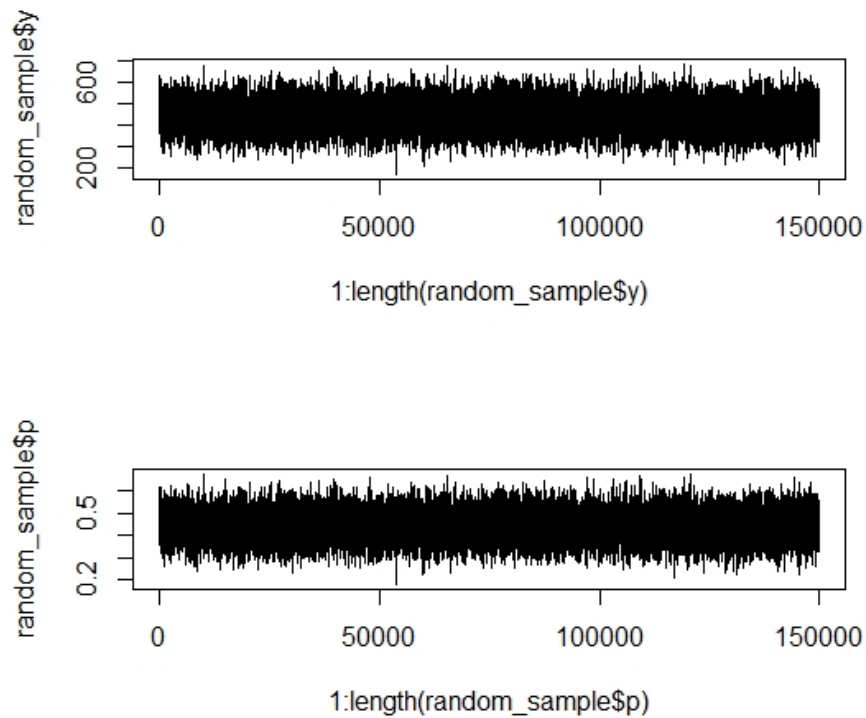 random_sample$y
600
200
0 50000 100000 150000
1:length(random_sample$y)
random_sample$p
0.5
0.2
0 50000 100000 150000
1:length(random_sample$p)